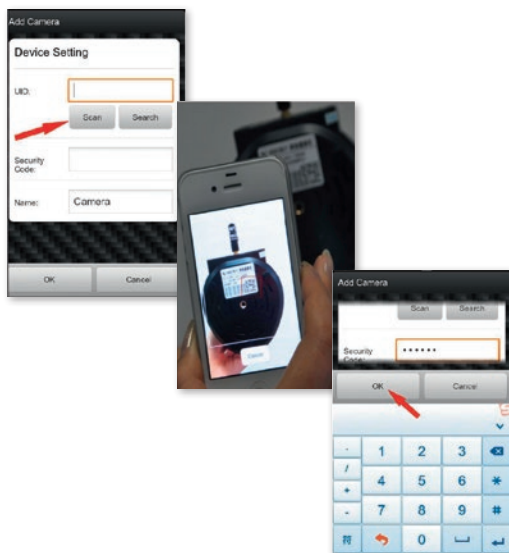 Add Camera
Device Setting
UID:
Scan Search
Security
Code:
Name: Camera
OK Cancel
Cancel
Add Camera
Scan Search
Security
Code:
••••••
OK Cancel
. 1 2 3
/
+ 4 5 6 *
- 7 8 9 #
符 0